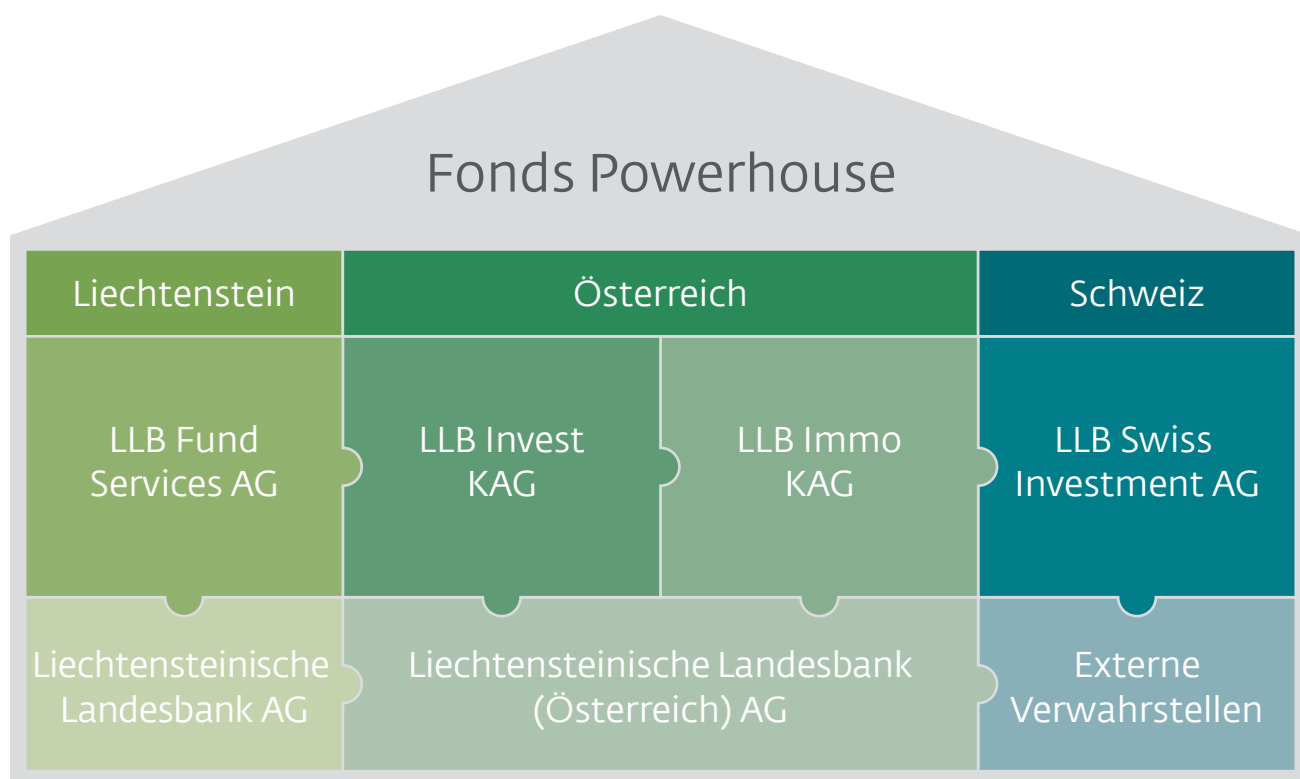 Fonds Powerhouse
Liechtenstein
Österreich
Schweiz
LLB Fund
Services AG
LLB Invest
KAG
LLB Immo
KAG
LLB Swiss
Investment AG
Liechtensteinische
Landesbank AG
Liechtensteinische Landesbank
(Österreich) AG
Externe
Verwahrstellen